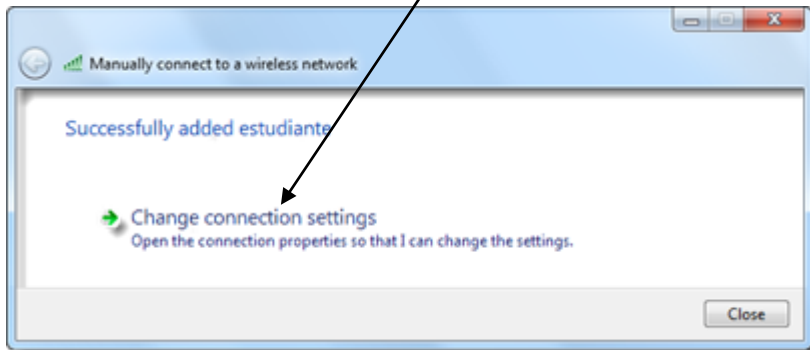 Manually connect to a wireless network
Successfully added estudiante
Change connection settings
Open the connection properties so that I can change the settings.
Close